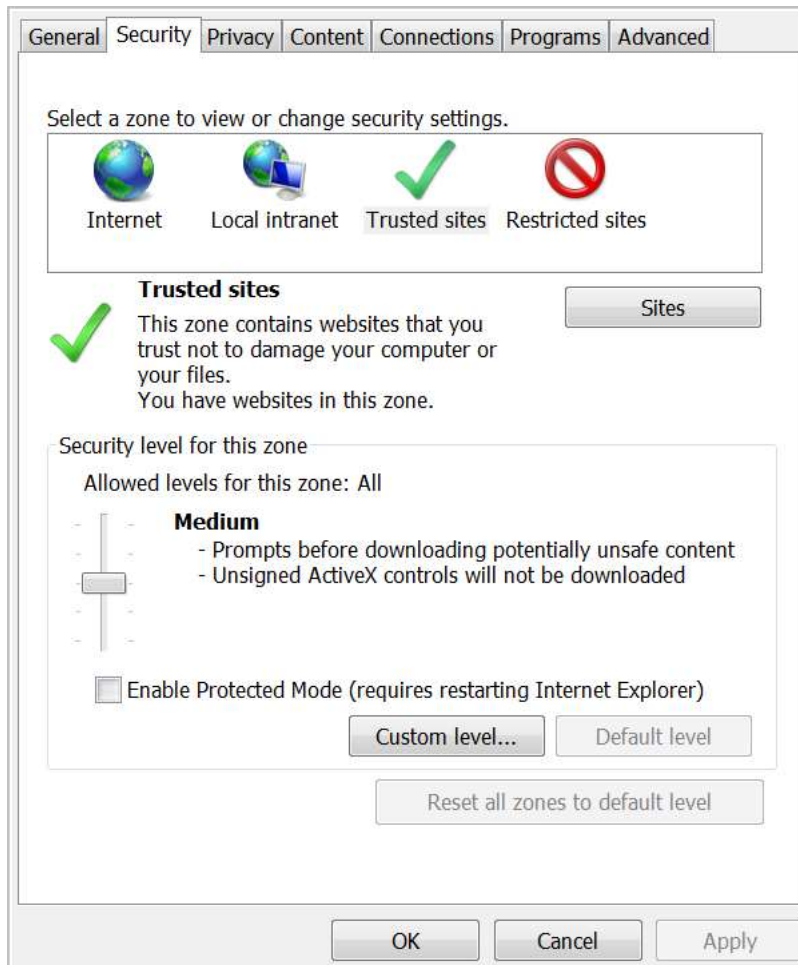 General Security Privacy Content Connections Programs Advanced
Select a zone to view or change security settings.
Internet Local intranet Trusted sites Restricted sites
Trusted sites
Sites
This zone contains websites that you
trust not to damage your computer or
your files.
You have websites in this zone.
Security level for this zone
Allowed levels for this zone: All
Medium
- Prompts before downloading potentially unsafe content
- Unsigned ActiveX controls will not be downloaded
Enable Protected Mode (requires restarting Internet Explorer)
Custom level... Default level
Reset all zones to default level
OK Cancel Apply